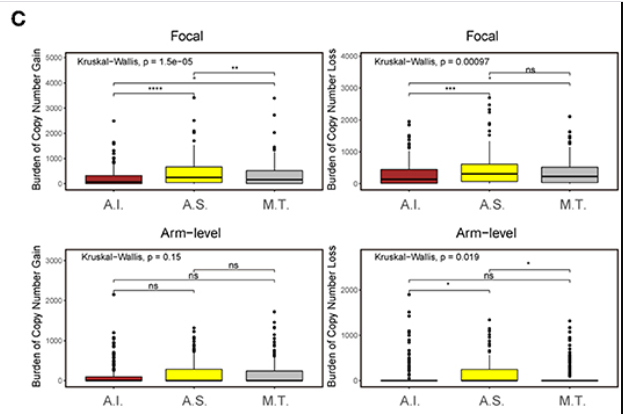 C
Focal
Burden of Copy Number Gain
5000
4000
3000
2000
1000
0
Kruskal-Wallis, p = 1.5e-05
**
*
****
A.I.
A.S.
M.T.
Focal
Burden of Copy Number Loss
4000
3000
2000
1000
0
Kruskal-Wallis, p = 0.00097
ns
*
***
A.I.
A.S.
M.T.
Arm-level
Burden of Copy Number Gain
3000
2000
1000
0
Kruskal-Wallis, p = 0.15
ns
ns
ns
A.I.
A.S.
M.T.
Arm-level
Burden of Copy Number Loss
2000
1000
0
Kruskal-Wallis, p = 0.019
*
ns
*
A.I.
A.S.
M.T.